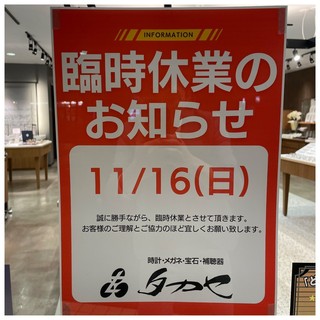 INFORMATION
臨時休業の
お知らせ
11/16(日)
誠に勝手ながら、臨時休業とさせて頂きます。
お客様のご理解とご協力のほど宜しくお願い致します。
時計・メガネ・宝石・補聴器
タカヤ